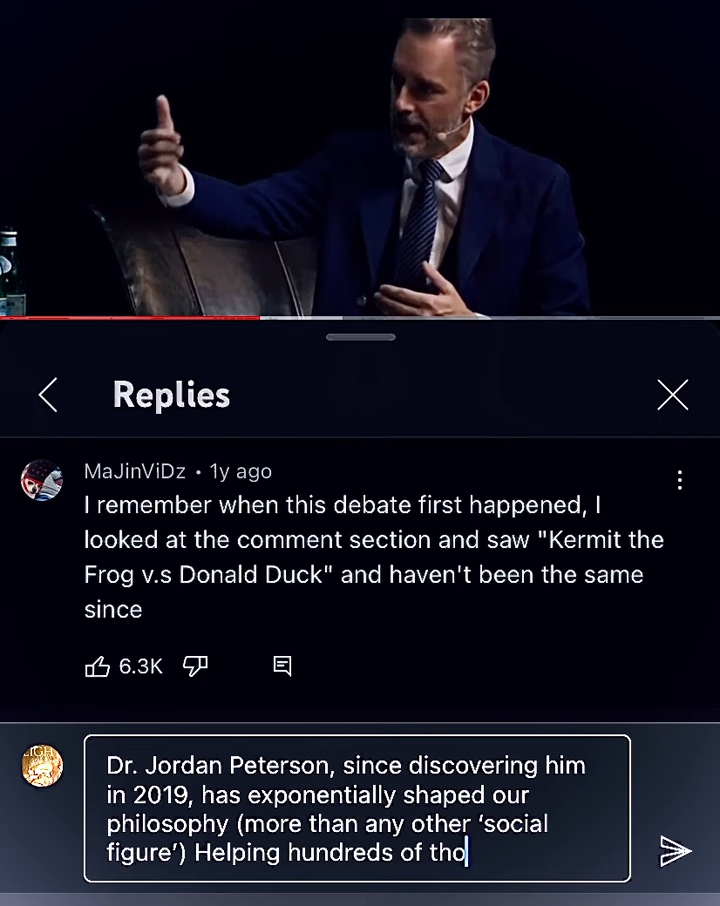 Replies
MaJinViDz • 1y ago
I remember when this debate first happened, I
looked at the comment section and saw "Kermit the
Frog v.s Donald Duck" and haven't been the same
since
6.3K
Dr. Jordan Peterson, since discovering him
in 2019, has exponentially shaped our
philosophy (more than any other ‘social
figure’) Helping hundreds of tho